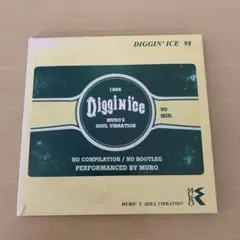 DIGGIN' ICE 98
1998
Diggin'ice
MURO'S
SOUL VIBRATION
90
MIN.
NO COMPILATION / NO BOOTLEG
PERFORMANCED BY MURO
MURO' S SOUL VIBRATION